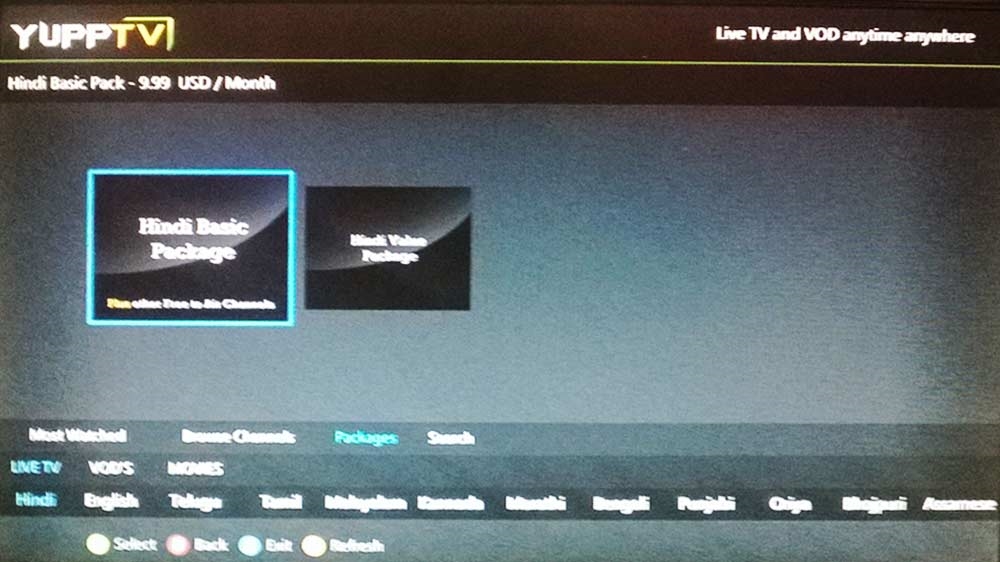 YUPPTV
Live TV and VOD anytime anywhere
Hindi Basic Pack - 9.99 USD / Month
Hindi Basic
Package
Plus other Free to Air Channels
Hindi Value
Package
Most Watched Browse Channels Packages Search
LIVE TV VOD'S MOVIES
Hindi English Telugu Tamil Malayalam Kannada Marathi Bengali Punjabi Oriya Bhojpuri Assamese
Select Back Exit Refresh